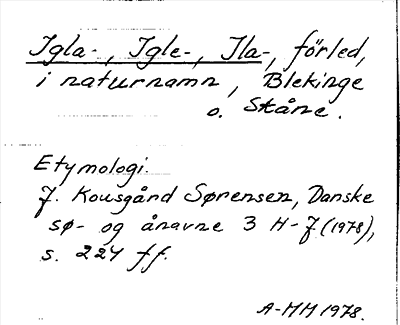 Igla-, Igle-, Ila-, förled,
i naturnamn, Blekinge
o. Skåne.
Etymologi.
J. Kousgård Sørensen, Danske
sø- og ånavne 3 H-J (1978),
s. 224 ff.
A-MM 1978.